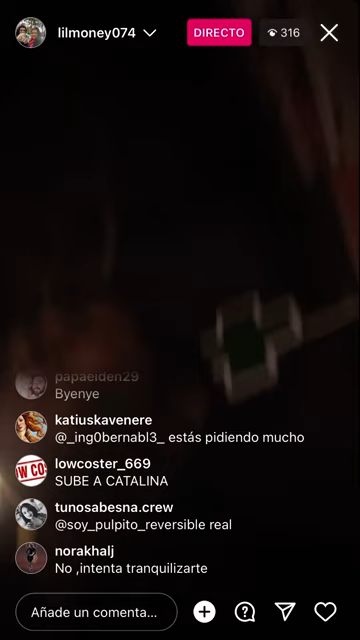 lilmoney074
DIRECTO
316
papaelden29
Byenye
katiuskavenere
@_ing0bernabl3_ estás pidiendo mucho
W CO
lowcoster_669
SUBE A CATALINA
tunosabesna.crew
@soy_pulpito_reversible real
norakhalj
No ,intenta tranquilizarte
Añade un comenta...